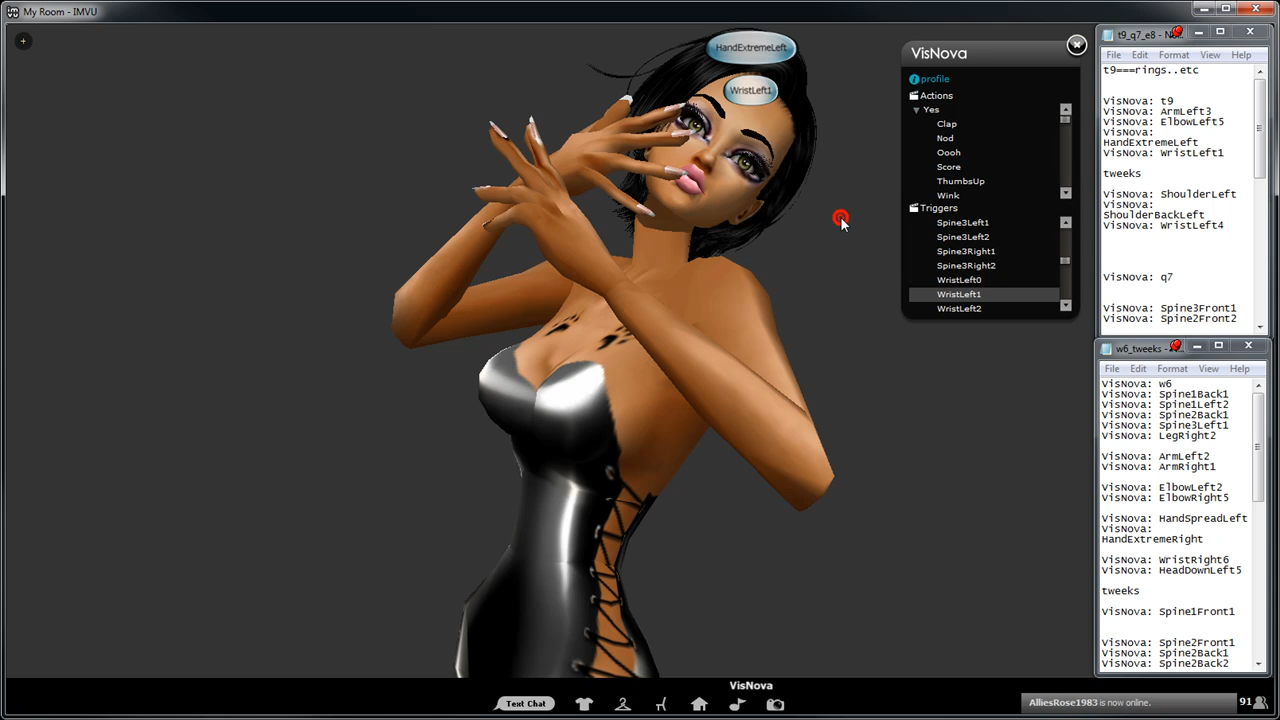 My Room - IMVU
HandExtremeLeft
WristLeft1
VisNova
profile
Actions
Yes
Clap
Nod
Oooh
Score
ThumbsUp
Wink
Triggers
Spine3Left1
Spine3Left2
Spine3Right1
Spine3Right2
WristLeft0
WristLeft1
WristLeft2
t9_q7_e8 -
File Edit Format View Help
t9===rings..etc
VisNova: t9
VisNova: ArmLeft3
VisNova: ElbowLeft5
VisNova:
HandExtremeLeft
VisNova: WristLeft1
tweeks
VisNova: ShoulderLeft
VisNova:
ShoulderBackLeft
VisNova: WristLeft4
VisNova: q7
VisNova: Spine3Front1
VisNova: Spine2Front2
w6_tweeks -
File Edit Format View Help
VisNova: w6
VisNova: Spine1Back1
VisNova: Spine1Left2
VisNova: Spine2Back1
VisNova: Spine3Left1
VisNova: LegRight2
VisNova: ArmLeft2
VisNova: ArmRight1
VisNova: ElbowLeft2
VisNova: ElbowRight5
VisNova: HandSpreadLeft
VisNova:
HandExtremeRight
VisNova: WristRight6
VisNova: HeadDownLeft5
tweeks
VisNova: Spine1Front1
VisNova: Spine2Front1
VisNova: Spine2Back1
VisNova: Spine2Back2
VisNova
Text Chat
AlliesRose1983 is now online.
91